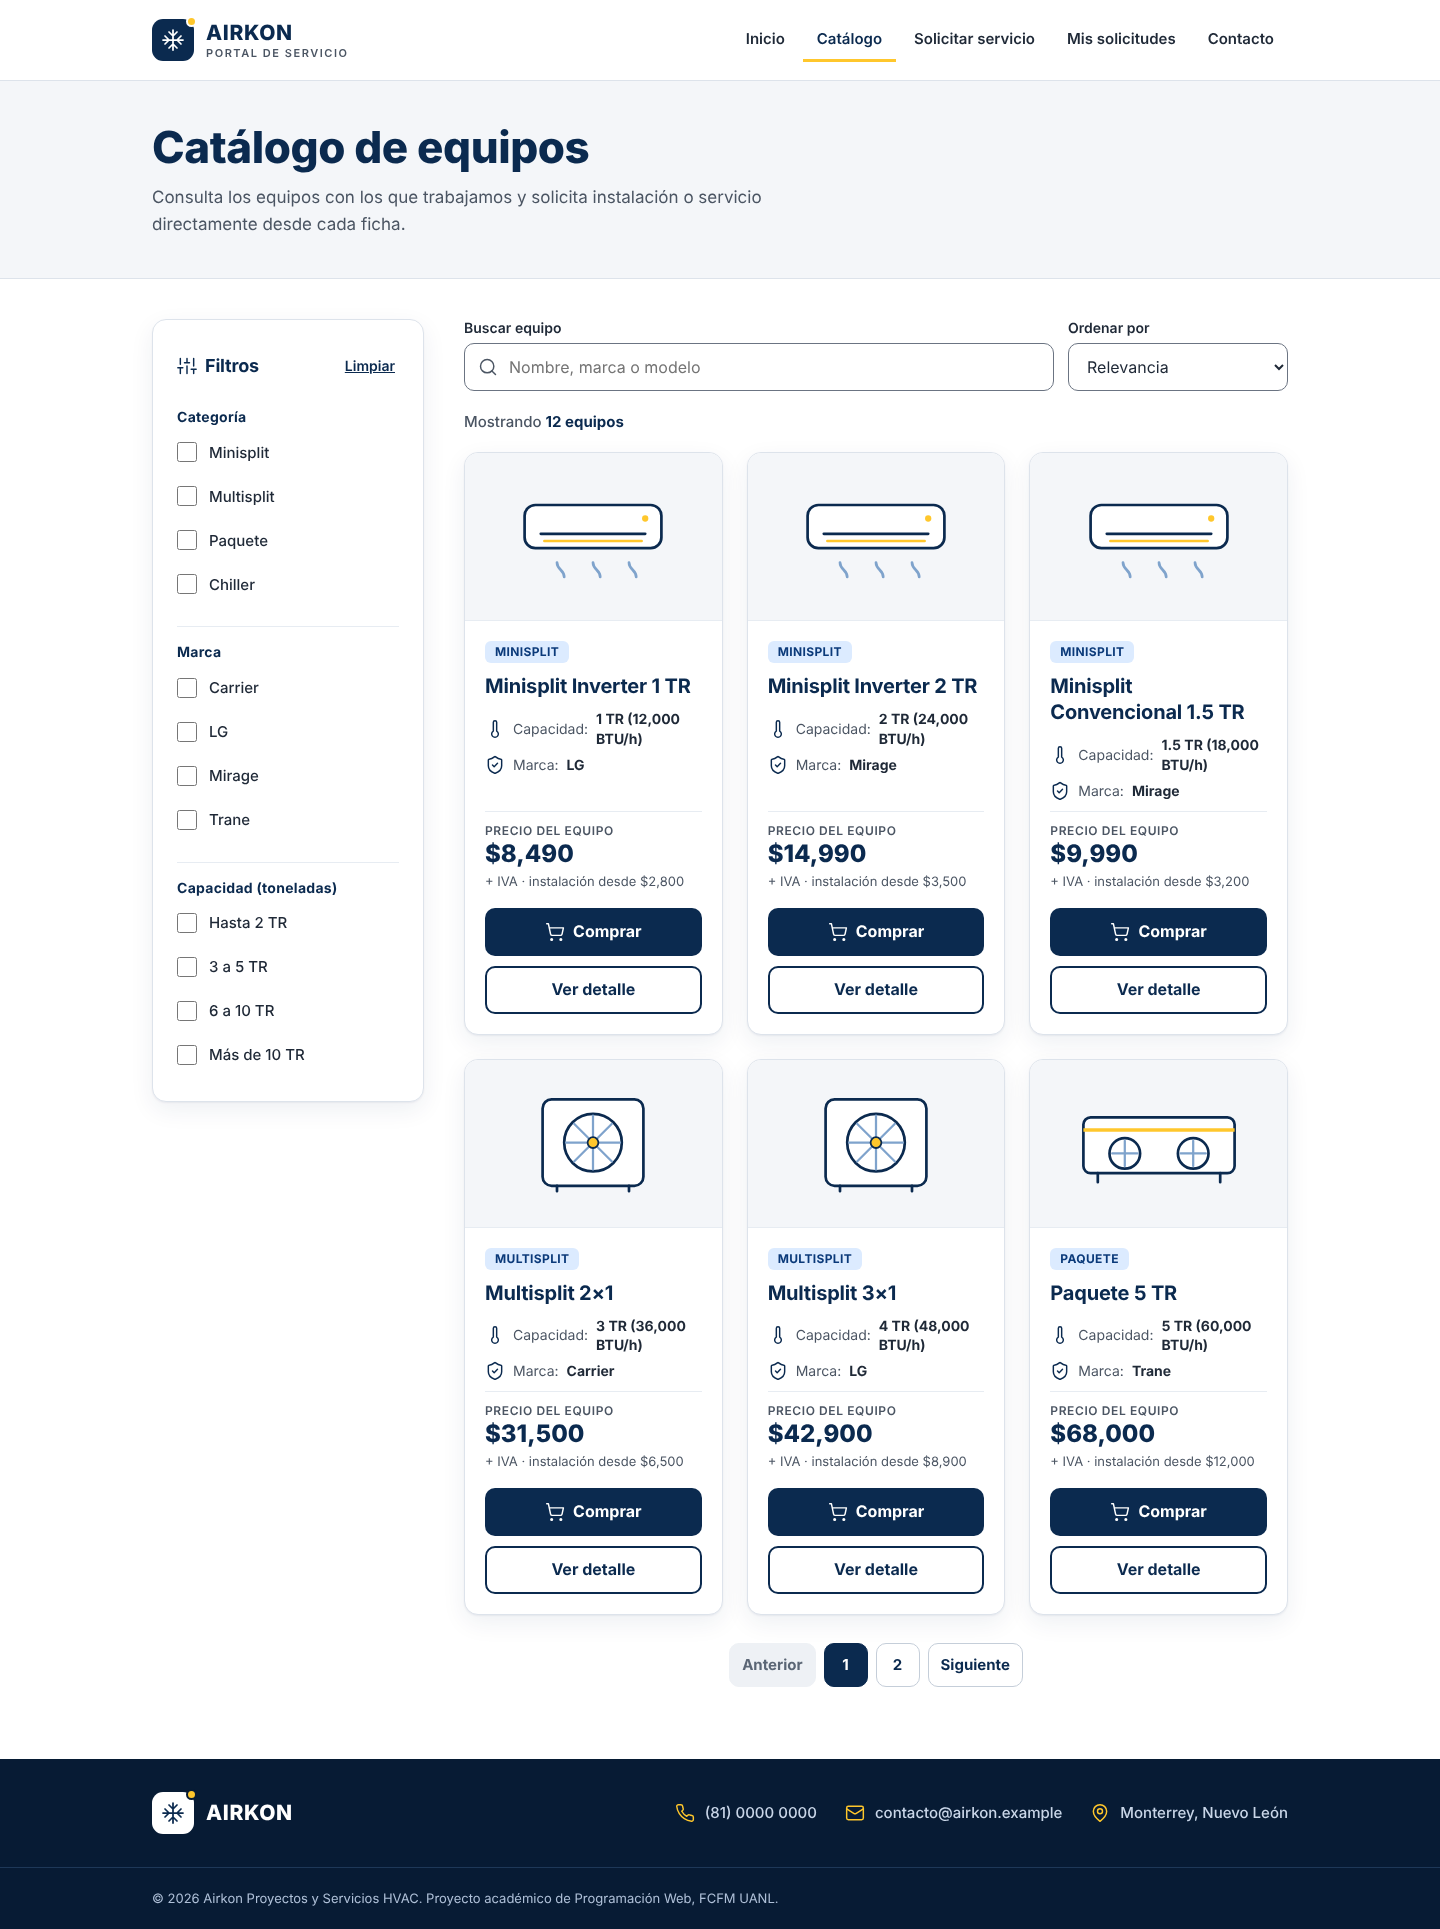 AIRKON
PORTAL DE SERVICIO
Inicio
Catálogo
Solicitar servicio
Mis solicitudes
Contacto
Catálogo de equipos
Consulta los equipos con los que trabajamos y solicita instalación o servicio
directamente desde cada ficha.
Filtros
Limpiar
Categoría
Minisplit
Multisplit
Paquete
Chiller
Marca
Carrier
LG
Mirage
Trane
Capacidad (toneladas)
Hasta 2 TR
3 a 5 TR
6 a 10 TR
Más de 10 TR
Buscar equipo
Nombre, marca o modelo
Ordenar por
Relevancia
Mostrando 12 equipos
MINISPLIT
Minisplit Inverter 1 TR
Capacidad: 1 TR (12,000
BTU/h)
Marca: LG
PRECIO DEL EQUIPO
$8,490
+ IVA · instalación desde $2,800
Comprar
Ver detalle
MINISPLIT
Minisplit Inverter 2 TR
Capacidad: 2 TR (24,000
BTU/h)
Marca: Mirage
PRECIO DEL EQUIPO
$14,990
+ IVA · instalación desde $3,500
Comprar
Ver detalle
MINISPLIT
Minisplit
Convencional 1.5 TR
Capacidad: 1.5 TR (18,000
BTU/h)
Marca: Mirage
PRECIO DEL EQUIPO
$9,990
+ IVA · instalación desde $3,200
Comprar
Ver detalle
MULTISPLIT
Multisplit 2×1
Capacidad: 3 TR (36,000
BTU/h)
Marca: Carrier
PRECIO DEL EQUIPO
$31,500
+ IVA · instalación desde $6,500
Comprar
Ver detalle
MULTISPLIT
Multisplit 3×1
Capacidad: 4 TR (48,000
BTU/h)
Marca: LG
PRECIO DEL EQUIPO
$42,900
+ IVA · instalación desde $8,900
Comprar
Ver detalle
PAQUETE
Paquete 5 TR
Capacidad: 5 TR (60,000
BTU/h)
Marca: Trane
PRECIO DEL EQUIPO
$68,000
+ IVA · instalación desde $12,000
Comprar
Ver detalle
Anterior
1
2
Siguiente
AIRKON
(81) 0000 0000
contacto@airkon.example
Monterrey, Nuevo León
© 2026 Airkon Proyectos y Servicios HVAC. Proyecto académico de Programación Web, FCFM UANL.